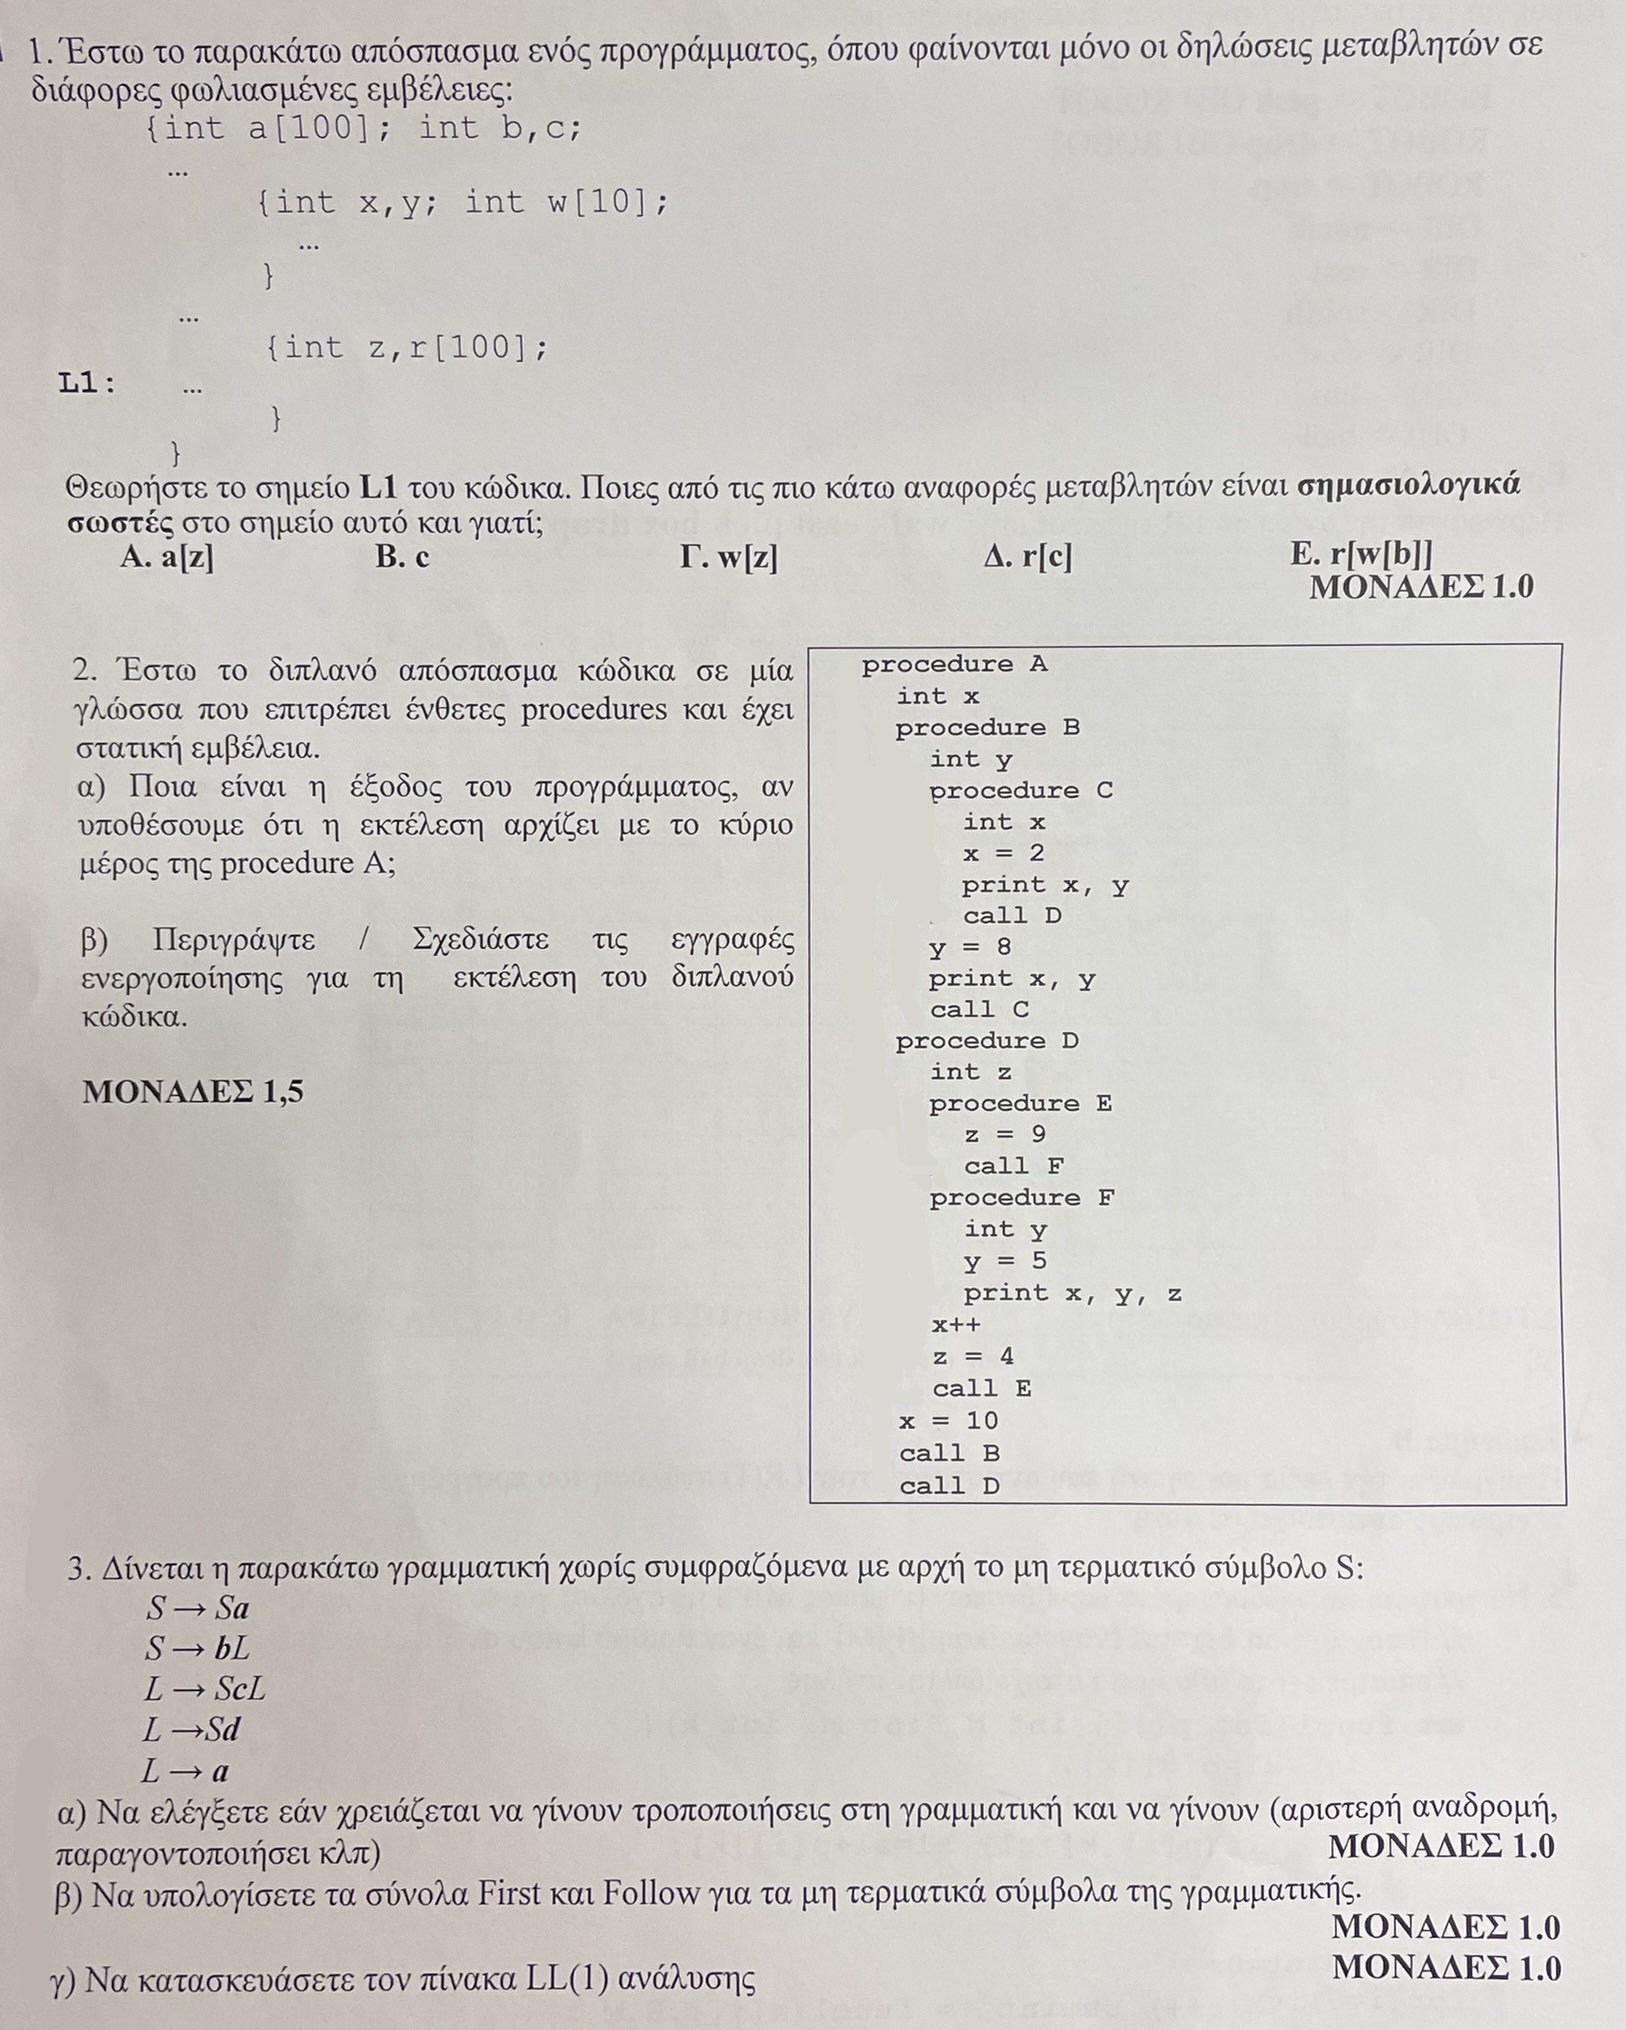 1. Έστω το παρακάτω απόσπασμα ενός προγράμματος, όπου φαίνονται μόνο οι δηλώσεις μεταβλητών σε
διάφορες φωλιασμένες εμβέλειες:
{int a[100]; int b,c;
...
{int x,y; int w[10];
...
}
...
{int z,r[100];
L1: ...
}
}
Θεωρήστε το σημείο L1 του κώδικα. Ποιες από τις πιο κάτω αναφορές μεταβλητών είναι σημασιολογικά
σωστές στο σημείο αυτό και γιατί;
Α. a[z] Β. c Γ. w[z] Δ. r[c] Ε. r[w[b]]
ΜΟΝΑΔΕΣ 1.0
2. Έστω το διπλανό απόσπασμα κώδικα σε μία
γλώσσα που επιτρέπει ένθετες procedures και έχει
στατική εμβέλεια.
α) Ποια είναι η έξοδος του προγράμματος, αν
υποθέσουμε ότι η εκτέλεση αρχίζει με το κύριο
μέρος της procedure A;
β) Περιγράψτε / Σχεδιάστε τις εγγραφές
ενεργοποίησης για τη εκτέλεση του διπλανού
κώδικα.
ΜΟΝΑΔΕΣ 1,5
procedure A
int x
procedure B
int y
procedure C
int x
x = 2
print x, y
call D
y = 8
print x, y
call C
procedure D
int z
procedure E
z = 9
call F
procedure F
int y
y = 5
print x, y, z
x++
z = 4
call E
x = 10
call B
call D
3. Δίνεται η παρακάτω γραμματική χωρίς συμφραζόμενα με αρχή το μη τερματικό σύμβολο S:
S → Sa
S → bL
L → ScL
L →Sd
L → a
α) Να ελέγξετε εάν χρειάζεται να γίνουν τροποποιήσεις στη γραμματική και να γίνουν (αριστερή αναδρομή,
παραγοντοποιήσει κλπ) ΜΟΝΑΔΕΣ 1.0
β) Να υπολογίσετε τα σύνολα First και Follow για τα μη τερματικά σύμβολα της γραμματικής.
ΜΟΝΑΔΕΣ 1.0
γ) Να κατασκευάσετε τον πίνακα LL(1) ανάλυσης ΜΟΝΑΔΕΣ 1.0